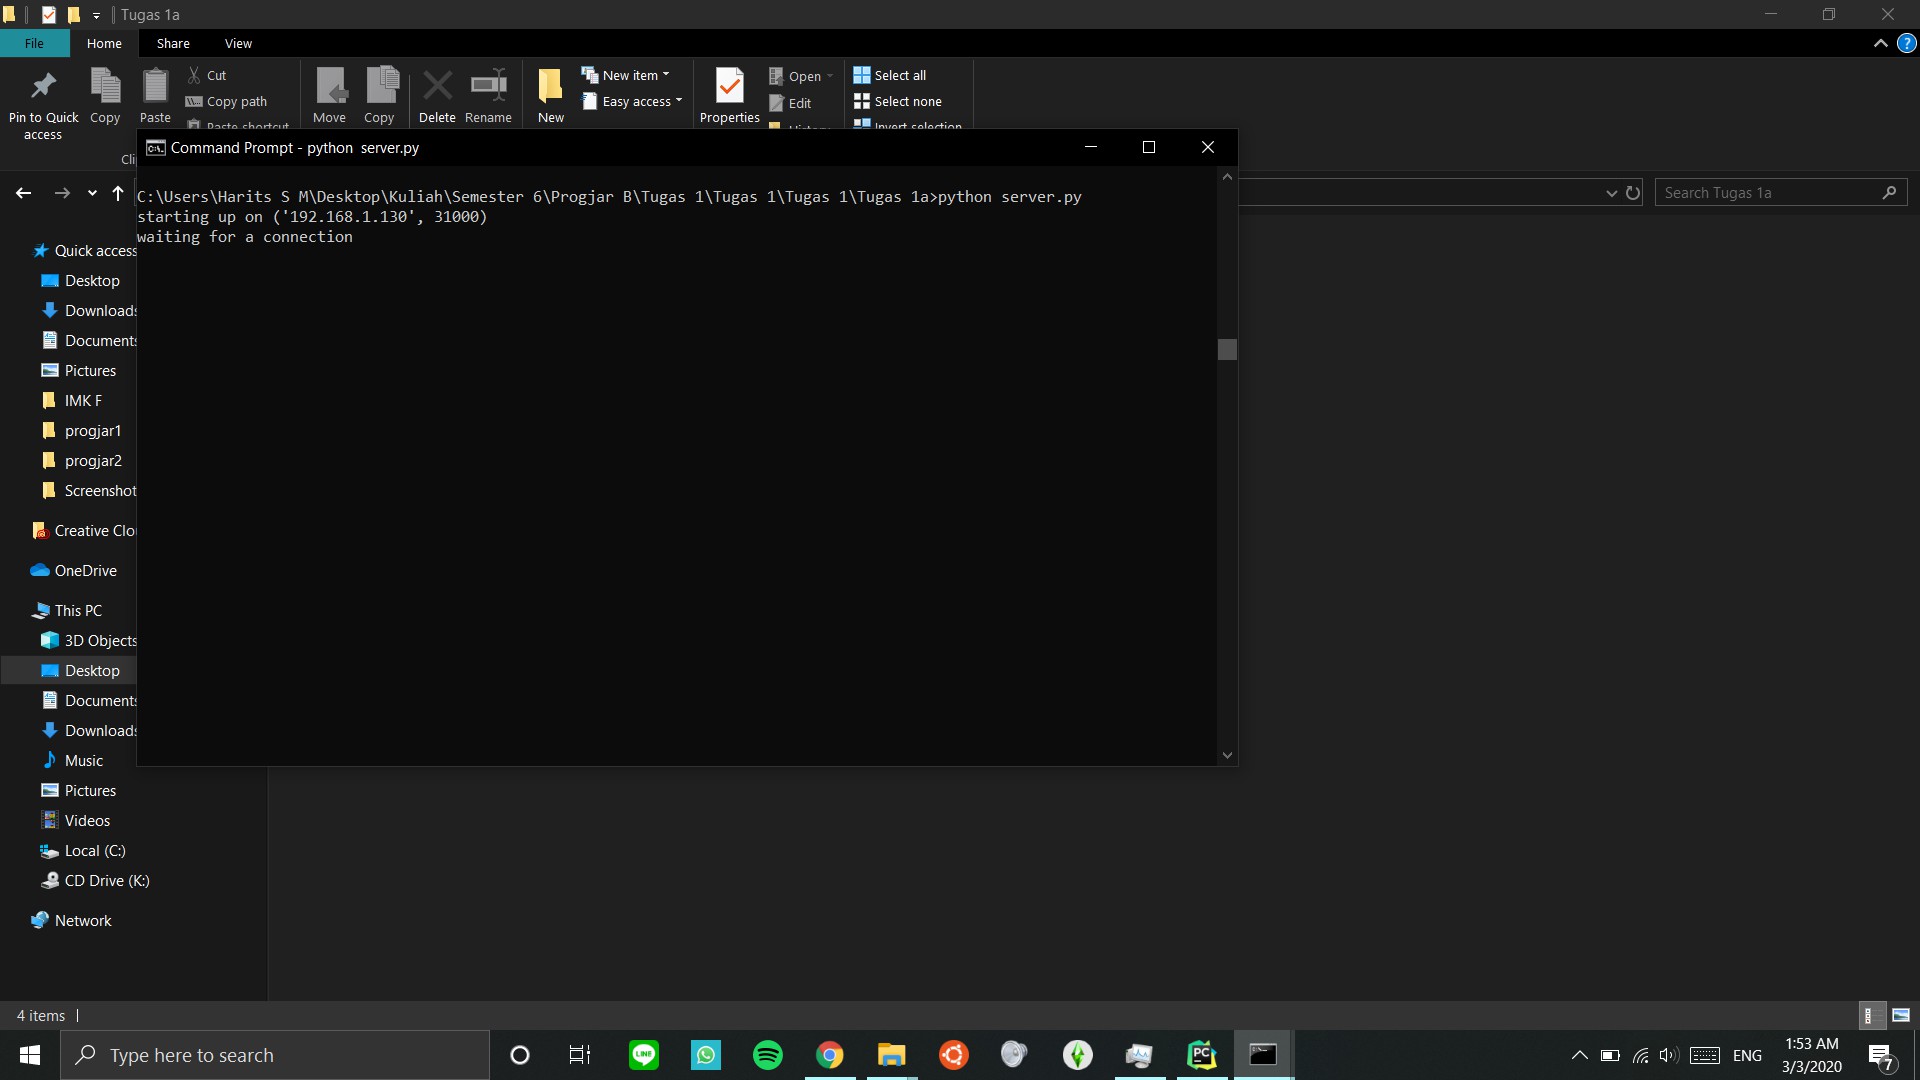 Tugas 1a
File Home Share View
Pin to Quick access
Copy
Paste
Cut
Copy path
Paste shortcut
Move
Copy
Delete
Rename
New
New item
Easy access
Properties
Open
Edit
History
Select all
Select none
Invert selection
Command Prompt - python  server.py
C:\Users\Harits S M\Desktop\Kuliah\Semester 6\Progjar B\Tugas 1\Tugas 1\Tugas 1\Tugas 1a>python server.py
starting up on ('192.168.1.130', 31000)
waiting for a connection
Search Tugas 1a
Quick access
Desktop
Downloads
Documents
Pictures
IMK F
progjar1
progjar2
Screenshot
Creative Clo
OneDrive
This PC
3D Objects
Desktop
Documents
Downloads
Music
Pictures
Videos
Local (C:)
CD Drive (K:)
Network
4 items
Type here to search
LINE
PC
ENG
1:53 AM
3/3/2020
7